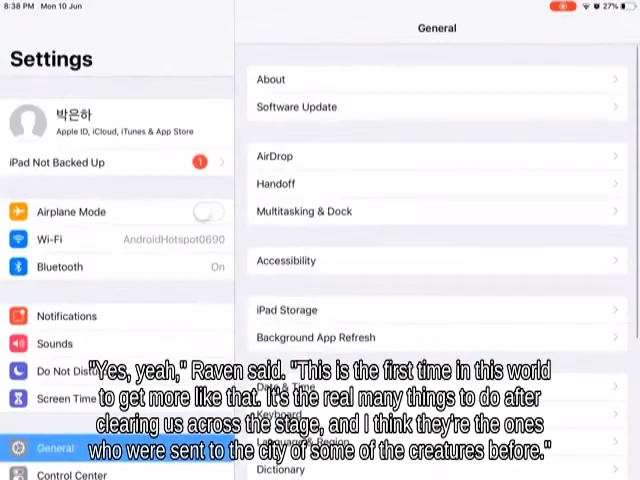 8:38 PM Mon 10 Jun
27%
Settings
박은하
Apple ID, iCloud, iTunes & App Store
iPad Not Backed Up
1
Airplane Mode
Wi-Fi
AndroidHotspot0690
Bluetooth
On
Notifications
Sounds
Do Not Dist
Screen Time
General
Control Center
General
About
Software Update
AirDrop
Handoff
Multitasking & Dock
Accessibility
iPad Storage
Background App Refresh
Date & Time
Keyboard
Language & Region
Dictionary
"Yes, yeah," Raven said. "This is the first time in this world
to get more like that. It's the real many things to do after
clearing us across the stage, and I think they're the ones
who were sent to the city of some of the creatures before."